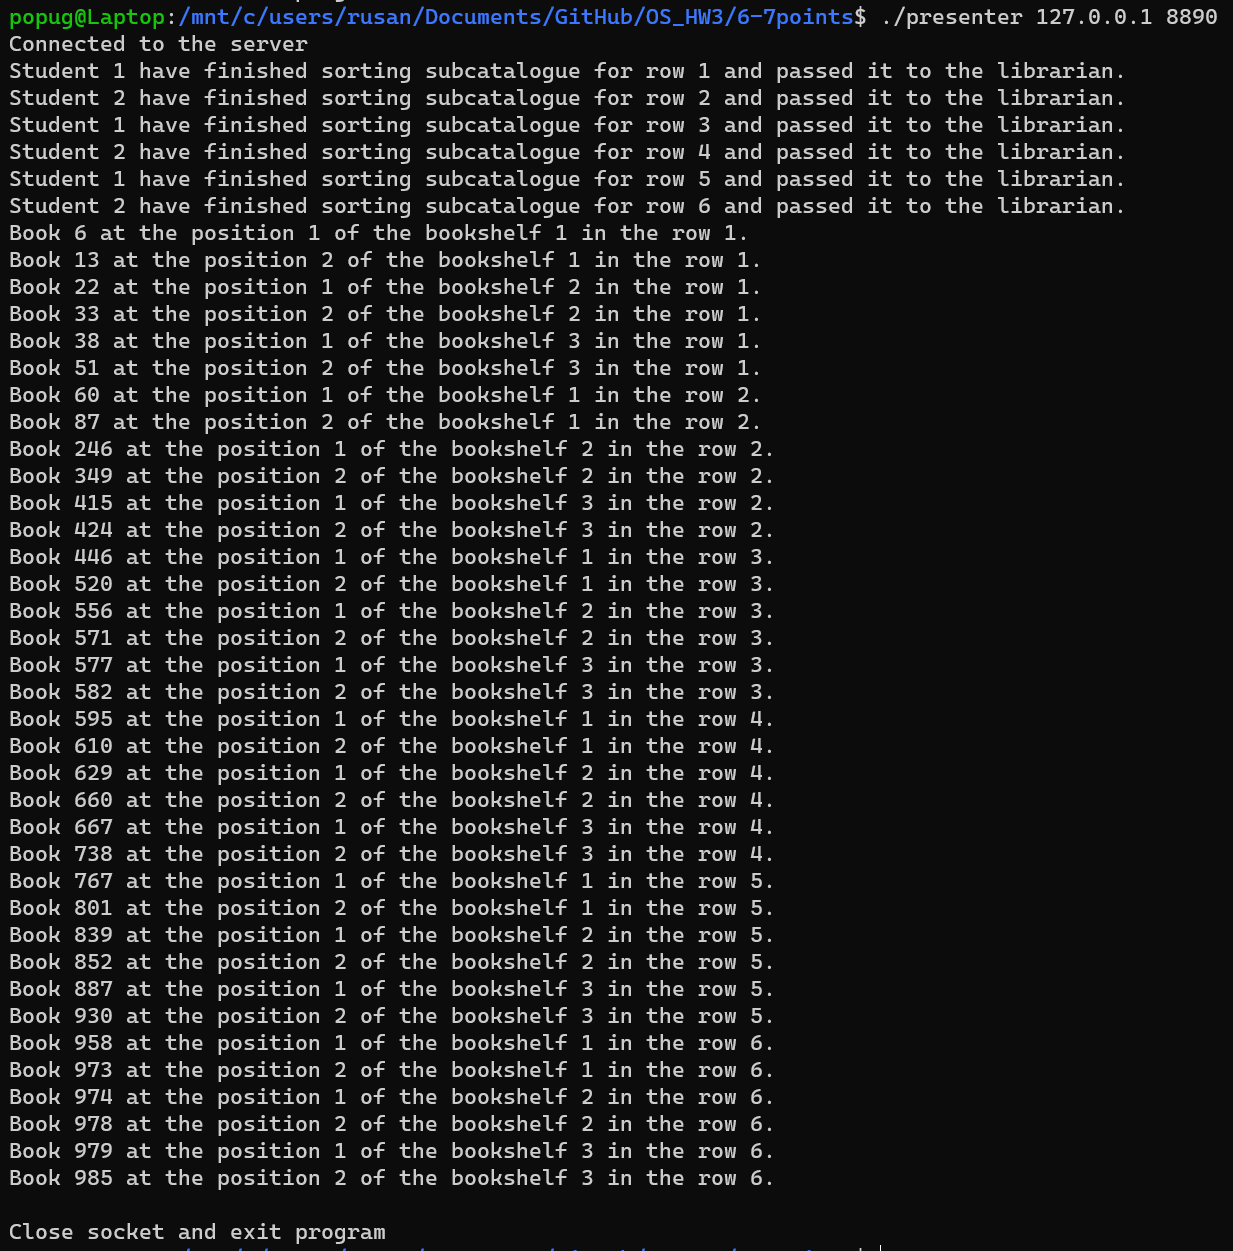 popug@Laptop:/mnt/c/users/rusan/Documents/GitHub/OS_HW3/6-7points$ ./presenter 127.0.0.1 8890
Connected to the server
Student 1 have finished sorting subcatalogue for row 1 and passed it to the librarian.
Student 2 have finished sorting subcatalogue for row 2 and passed it to the librarian.
Student 1 have finished sorting subcatalogue for row 3 and passed it to the librarian.
Student 2 have finished sorting subcatalogue for row 4 and passed it to the librarian.
Student 1 have finished sorting subcatalogue for row 5 and passed it to the librarian.
Student 2 have finished sorting subcatalogue for row 6 and passed it to the librarian.
Book 6 at the position 1 of the bookshelf 1 in the row 1.
Book 13 at the position 2 of the bookshelf 1 in the row 1.
Book 22 at the position 1 of the bookshelf 2 in the row 1.
Book 33 at the position 2 of the bookshelf 2 in the row 1.
Book 38 at the position 1 of the bookshelf 3 in the row 1.
Book 51 at the position 2 of the bookshelf 3 in the row 1.
Book 60 at the position 1 of the bookshelf 1 in the row 2.
Book 87 at the position 2 of the bookshelf 1 in the row 2.
Book 246 at the position 1 of the bookshelf 2 in the row 2.
Book 349 at the position 2 of the bookshelf 2 in the row 2.
Book 415 at the position 1 of the bookshelf 3 in the row 2.
Book 424 at the position 2 of the bookshelf 3 in the row 2.
Book 446 at the position 1 of the bookshelf 1 in the row 3.
Book 520 at the position 2 of the bookshelf 1 in the row 3.
Book 556 at the position 1 of the bookshelf 2 in the row 3.
Book 571 at the position 2 of the bookshelf 2 in the row 3.
Book 577 at the position 1 of the bookshelf 3 in the row 3.
Book 582 at the position 2 of the bookshelf 3 in the row 3.
Book 595 at the position 1 of the bookshelf 1 in the row 4.
Book 610 at the position 2 of the bookshelf 1 in the row 4.
Book 629 at the position 1 of the bookshelf 2 in the row 4.
Book 660 at the position 2 of the bookshelf 2 in the row 4.
Book 667 at the position 1 of the bookshelf 3 in the row 4.
Book 738 at the position 2 of the bookshelf 3 in the row 4.
Book 767 at the position 1 of the bookshelf 1 in the row 5.
Book 801 at the position 2 of the bookshelf 1 in the row 5.
Book 839 at the position 1 of the bookshelf 2 in the row 5.
Book 852 at the position 2 of the bookshelf 2 in the row 5.
Book 887 at the position 1 of the bookshelf 3 in the row 5.
Book 930 at the position 2 of the bookshelf 3 in the row 5.
Book 958 at the position 1 of the bookshelf 1 in the row 6.
Book 973 at the position 2 of the bookshelf 1 in the row 6.
Book 974 at the position 1 of the bookshelf 2 in the row 6.
Book 978 at the position 2 of the bookshelf 2 in the row 6.
Book 979 at the position 1 of the bookshelf 3 in the row 6.
Book 985 at the position 2 of the bookshelf 3 in the row 6.
Close socket and exit program